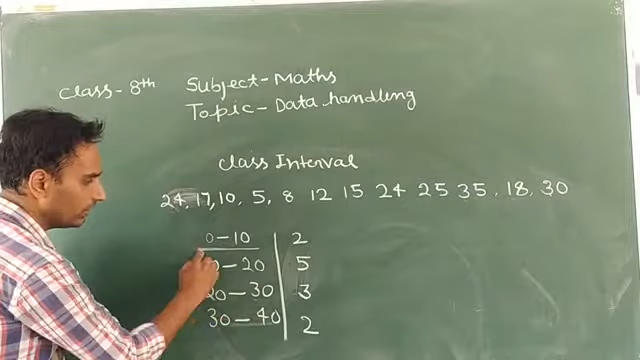 Class - 8th Subject - Maths
Topic - Data handling
Class Interval
24, 17, 10, 5, 8 12 15 24 25 35, 18, 30
0-10 2
0-20 5
20-30 3
30-40 2